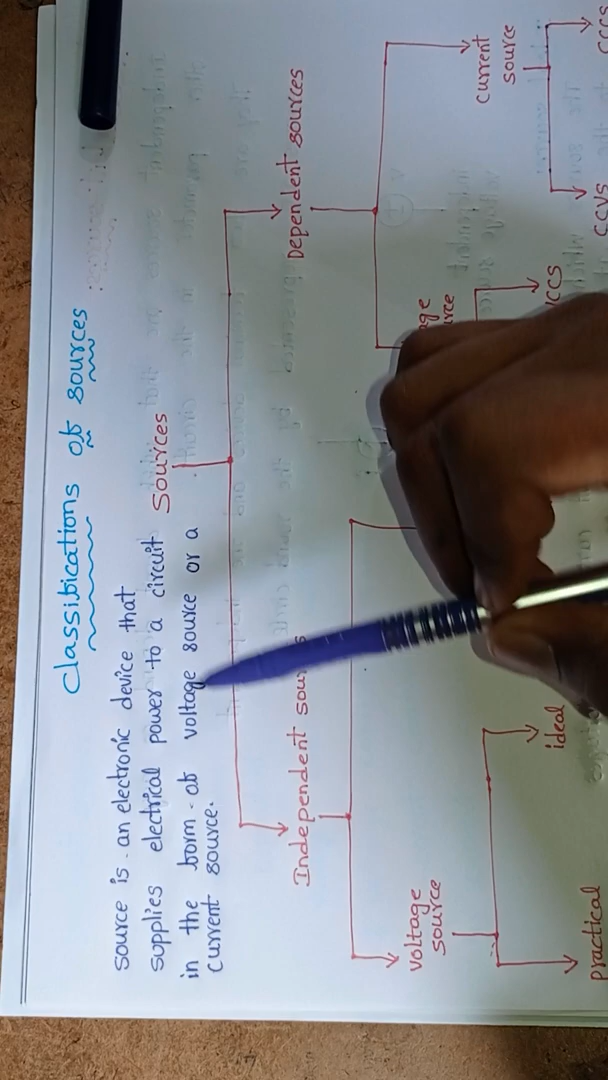 classifications of sources
source is an electronic device that
supplies electrical power to a circuit
in the form of voltage source or a
current source.
Sources
Independent
Dependent sources
voltage
source
current
source
practical
ideal
CCVS
CCCS